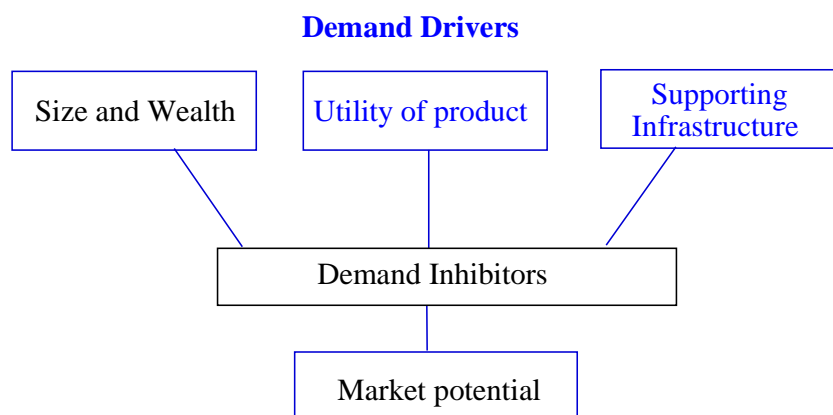 Demand Drivers
Size and Wealth
Utility of product
Supporting
Infrastructure
Demand Inhibitors
Market potential